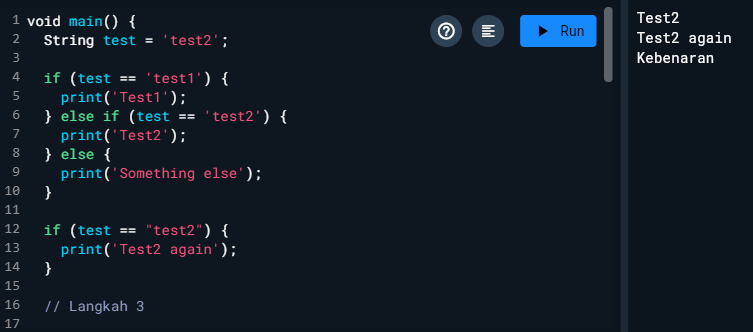 1 void main() {
2   String test = 'test2';
3
4   if (test == 'test1') {
5     print('Test1');
6   } else if (test == 'test2') {
7     print('Test2');
8   } else {
9     print('Something else');
10   }
11
12   if (test == "test2") {
13     print('Test2 again');
14   }
15
16   // Langkah 3
17
Run
Test2
Test2 again
Kebenaran